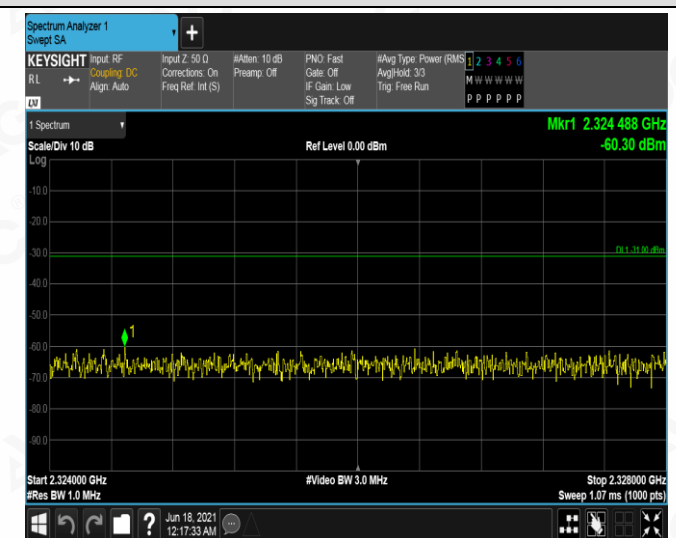 Spectrum Analyzer 1
Swept SA
+
KEYSIGHT
RL
LXI
Input: RF
Coupling: DC
Align: Auto
Input Z: 50 Ω
Corrections: On
Freq Ref: Int (S)
#Atten: 10 dB
Preamp: Off
PNO: Fast
Gate: Off
IF Gain: Low
Sig Track: Off
#Avg Type: Power (RMS
Avg|Hold: 3/3
Trig: Free Run
1 2 3 4 5 6
M W W W W W
P P P P P P
1 Spectrum
Mkr1 2.324 488 GHz
Scale/Div 10 dB
Ref Level 0.00 dBm
-60.30 dBm
Log
-10.0
-20.0
-30.0
DL1 -31.00 dBm
-40.0
-50.0
1
-60.0
-70.0
-80.0
-90.0
Start 2.324000 GHz
#Video BW 3.0 MHz
Stop 2.328000 GHz
#Res BW 1.0 MHz
Sweep 1.07 ms (1000 pts)
?
Jun 18, 2021
12:17:33 AM